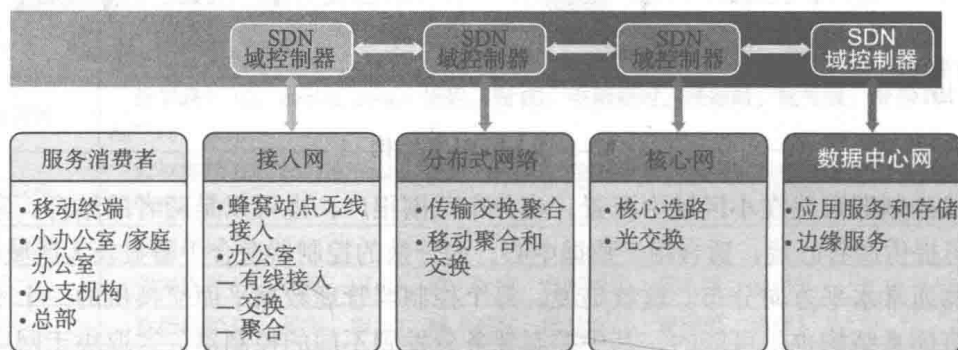 SDN
域控制器
SDN
域控制器
SDN
域控制器
SDN
域控制器
服务消费者
•移动终端
•小办公室/家庭
办公室
•分支机构
•总部
接入网
•蜂窝站点无线
接入
•办公室
–有线接入
–交换
–聚合
分布式网络
•传输交换聚合
•移动聚合和
交换
核心网
•核心选路
•光交换
数据中心网
•应用服务和存储
•边缘服务